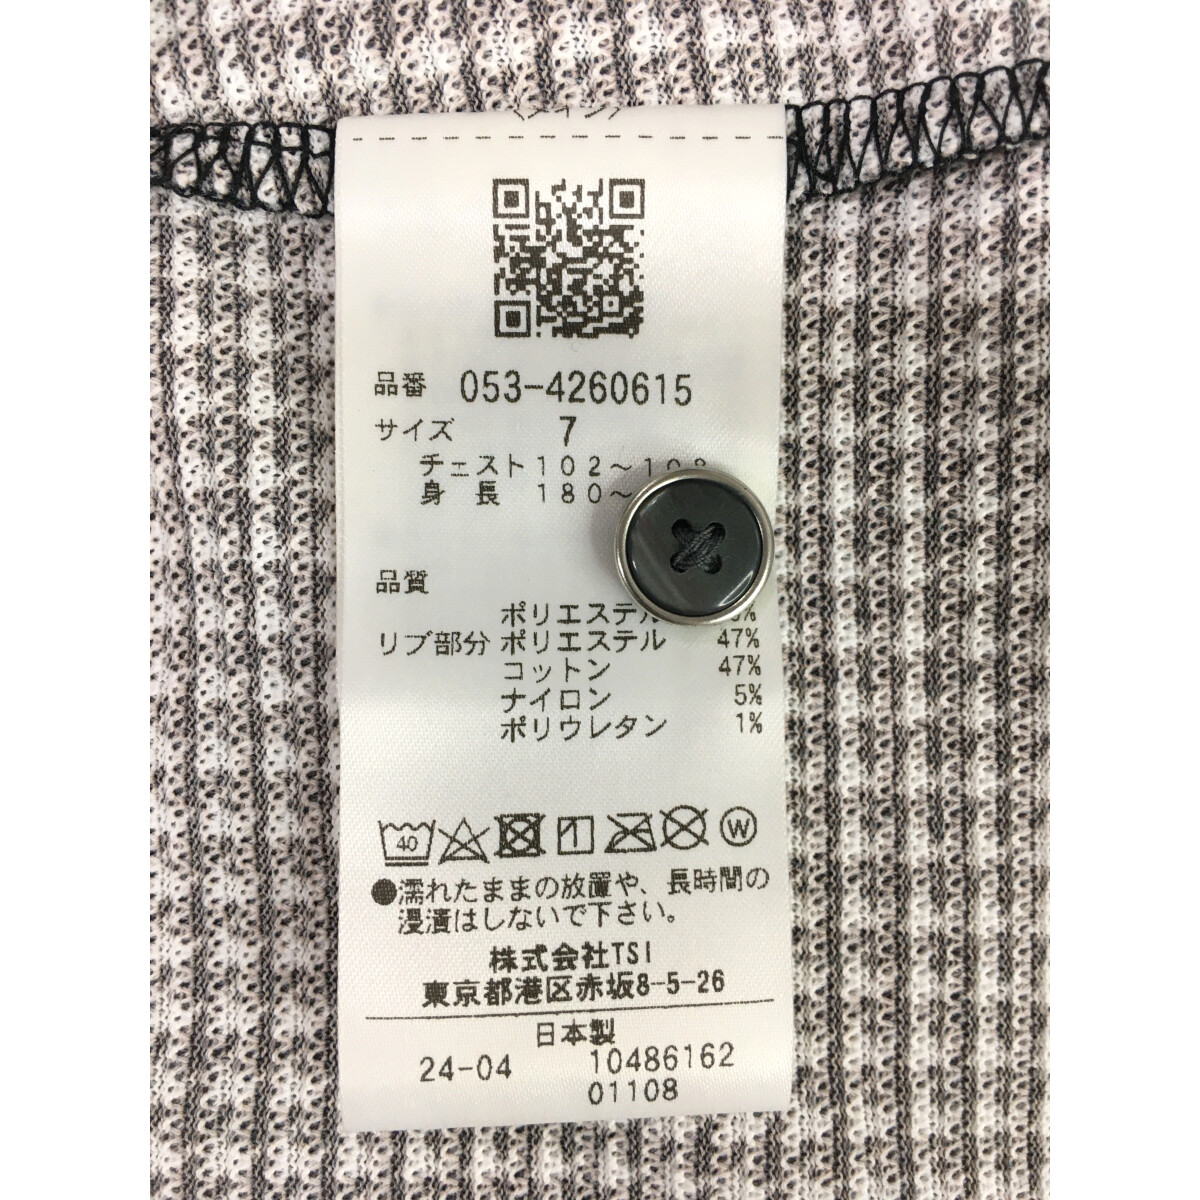 品番 053-4260615
サイズ 7
チェスト 102～108
身長 180～
品質
ポリエステル
リブ部分 ポリエステル 47%
コットン 47%
ナイロン 5%
ポリウレタン 1%
40 W
●濡れたままの放置や、長時間の
浸漬はしないで下さい。
株式会社TSI
東京都港区赤坂8-5-26
日本製
24-04 10486162
01108